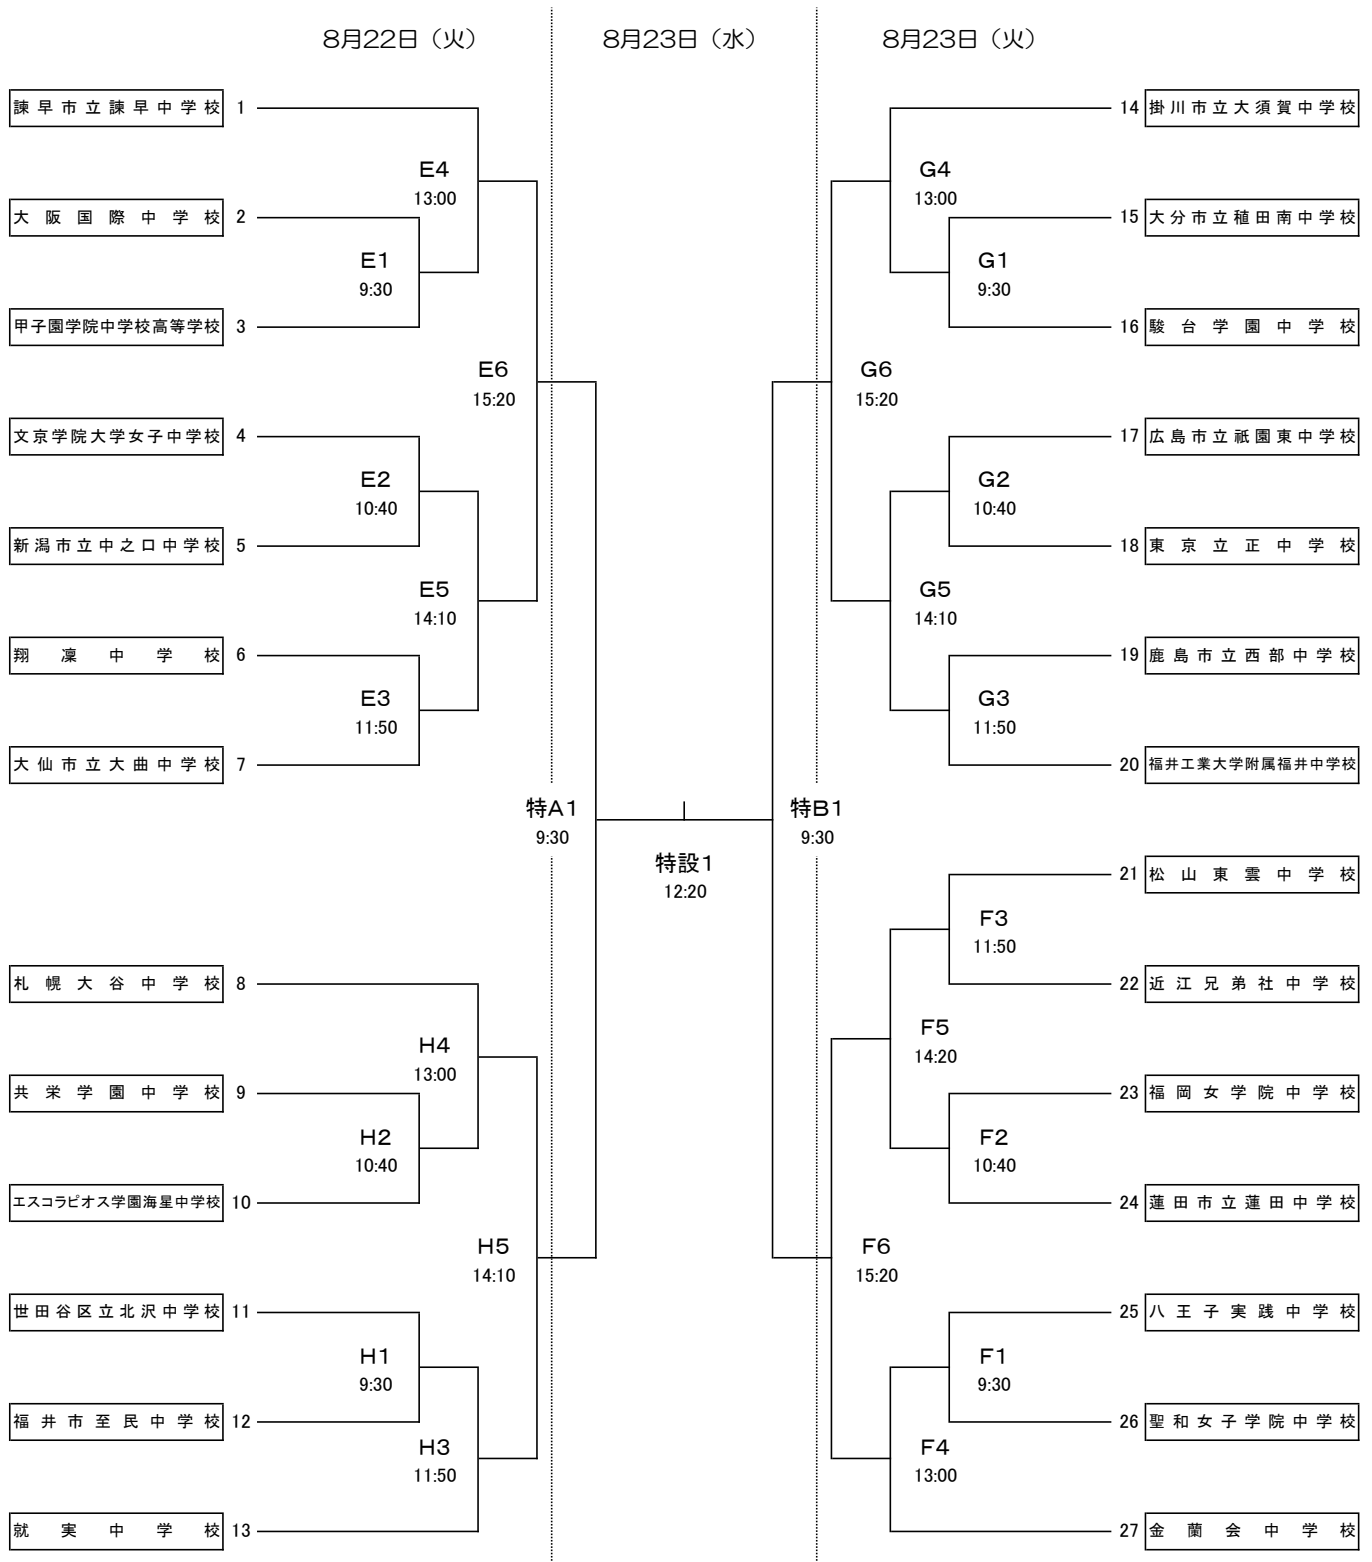 8月22日（火）
8月23日（水）
8月23日（火）
諫早市立諫早中学校 1
14 掛川市立大須賀中学校
E4
13:00
G4
13:00
大阪国際中学校 2
15 大分市立稙田南中学校
E1
9:30
G1
9:30
甲子園学院中学校高等学校 3
16 駿台学園中学校
E6
15:20
G6
15:20
文京学院大学女子中学校 4
17 広島市立祇園東中学校
E2
10:40
G2
10:40
新潟市立中之口中学校 5
18 東京立正中学校
E5
14:10
G5
14:10
翔凜中学校 6
19 鹿島市立西部中学校
E3
11:50
G3
11:50
大仙市立大曲中学校 7
20 福井工業大学附属福井中学校
特A1
9:30
特B1
9:30
特設1
12:20
21 松山東雲中学校
F3
11:50
札幌大谷中学校 8
22 近江兄弟社中学校
H4
13:00
F5
14:20
共栄学園中学校 9
23 福岡女学院中学校
H2
10:40
F2
10:40
エスコラピオス学園海星中学校 10
24 蓮田市立蓮田中学校
H5
14:10
F6
15:20
世田谷区立北沢中学校 11
25 八王子実践中学校
H1
9:30
F1
9:30
福井市至民中学校 12
26 聖和女子学院中学校
H3
11:50
F4
13:00
就実中学校 13
27 金蘭会中学校